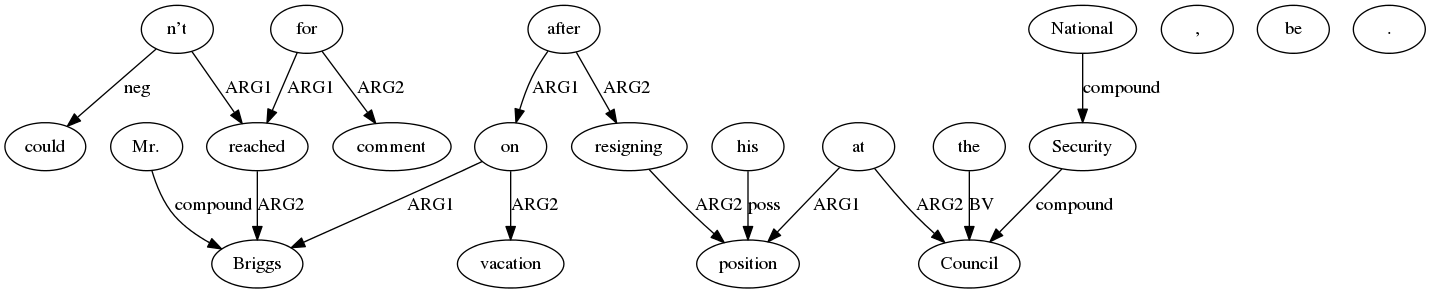 n't for after National , be .
neg ARG1 ARG1 ARG2 ARG1 ARG2 compound
could Mr. reached comment on resigning his at the Security
compound ARG2 ARG1 ARG2 ARG2 poss ARG1 ARG2 BV compound
Briggs vacation position Council